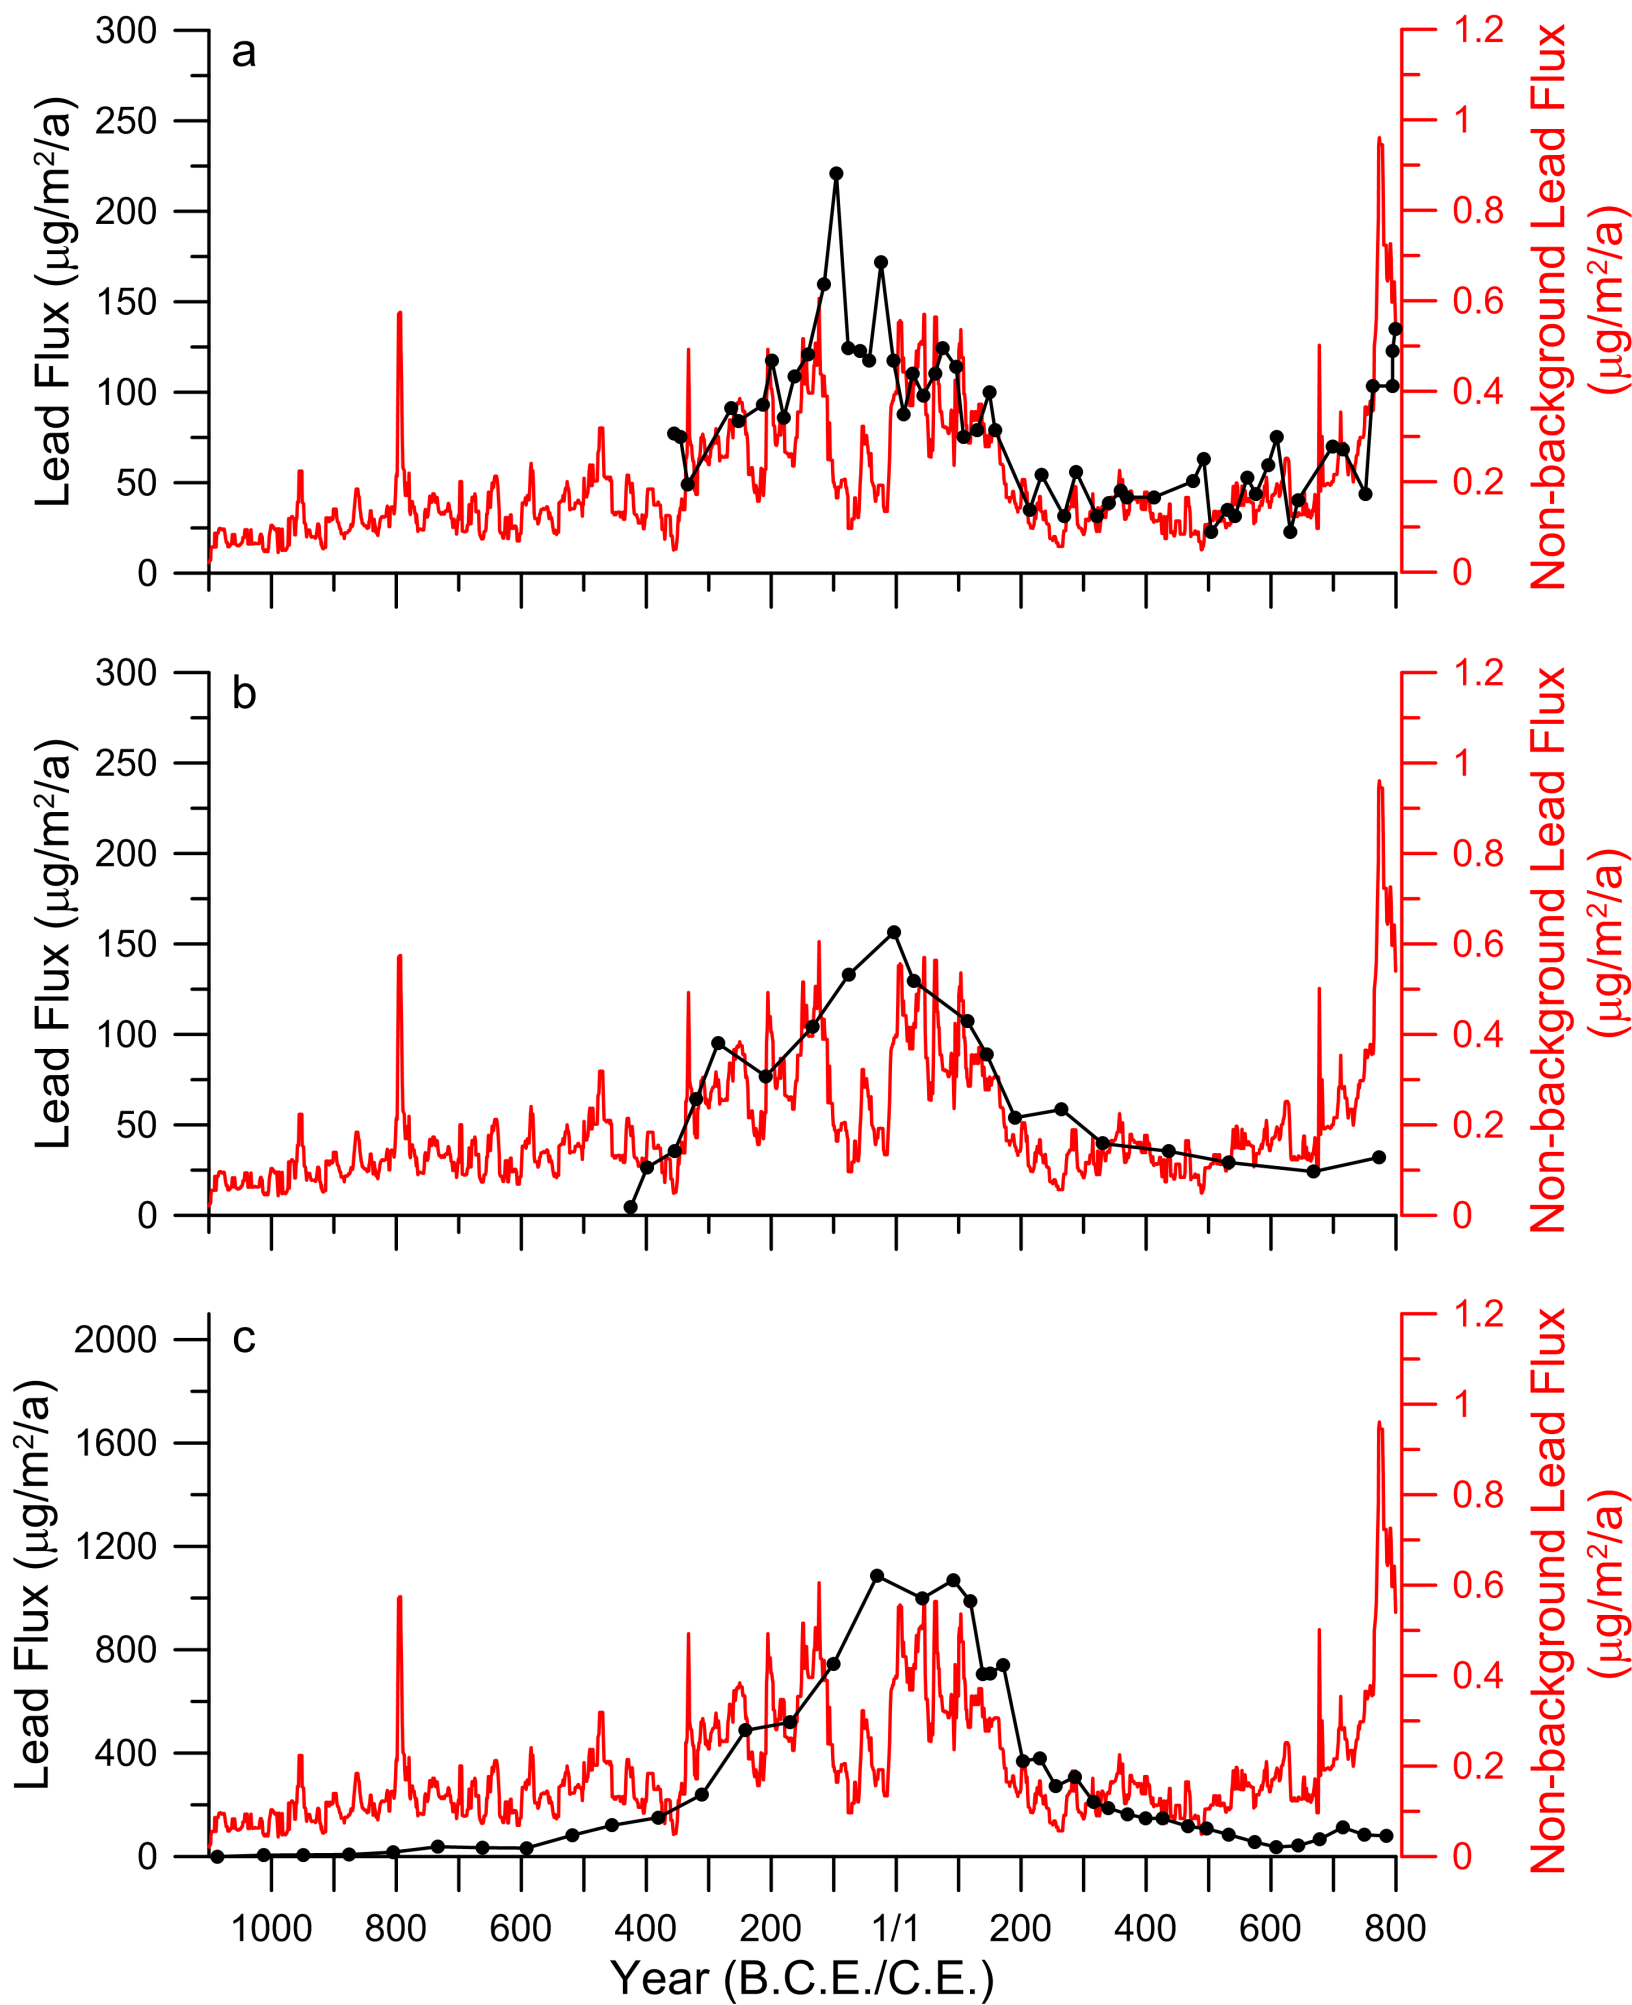 a
300
250
200
150
100
50
0
Lead Flux (μg/m²/a)
1.2
1
0.8
0.6
0.4
0.2
0
Non-background Lead Flux
(μg/m²/a)
b
300
250
200
150
100
50
0
Lead Flux (μg/m²/a)
1.2
1
0.8
0.6
0.4
0.2
0
Non-background Lead Flux
(μg/m²/a)
c
2000
1600
1200
800
400
0
Lead Flux (μg/m²/a)
1.2
1
0.8
0.6
0.4
0.2
0
Non-background Lead Flux
(μg/m²/a)
1000 800 600 400 200 1/1 200 400 600 800
Year (B.C.E./C.E.)